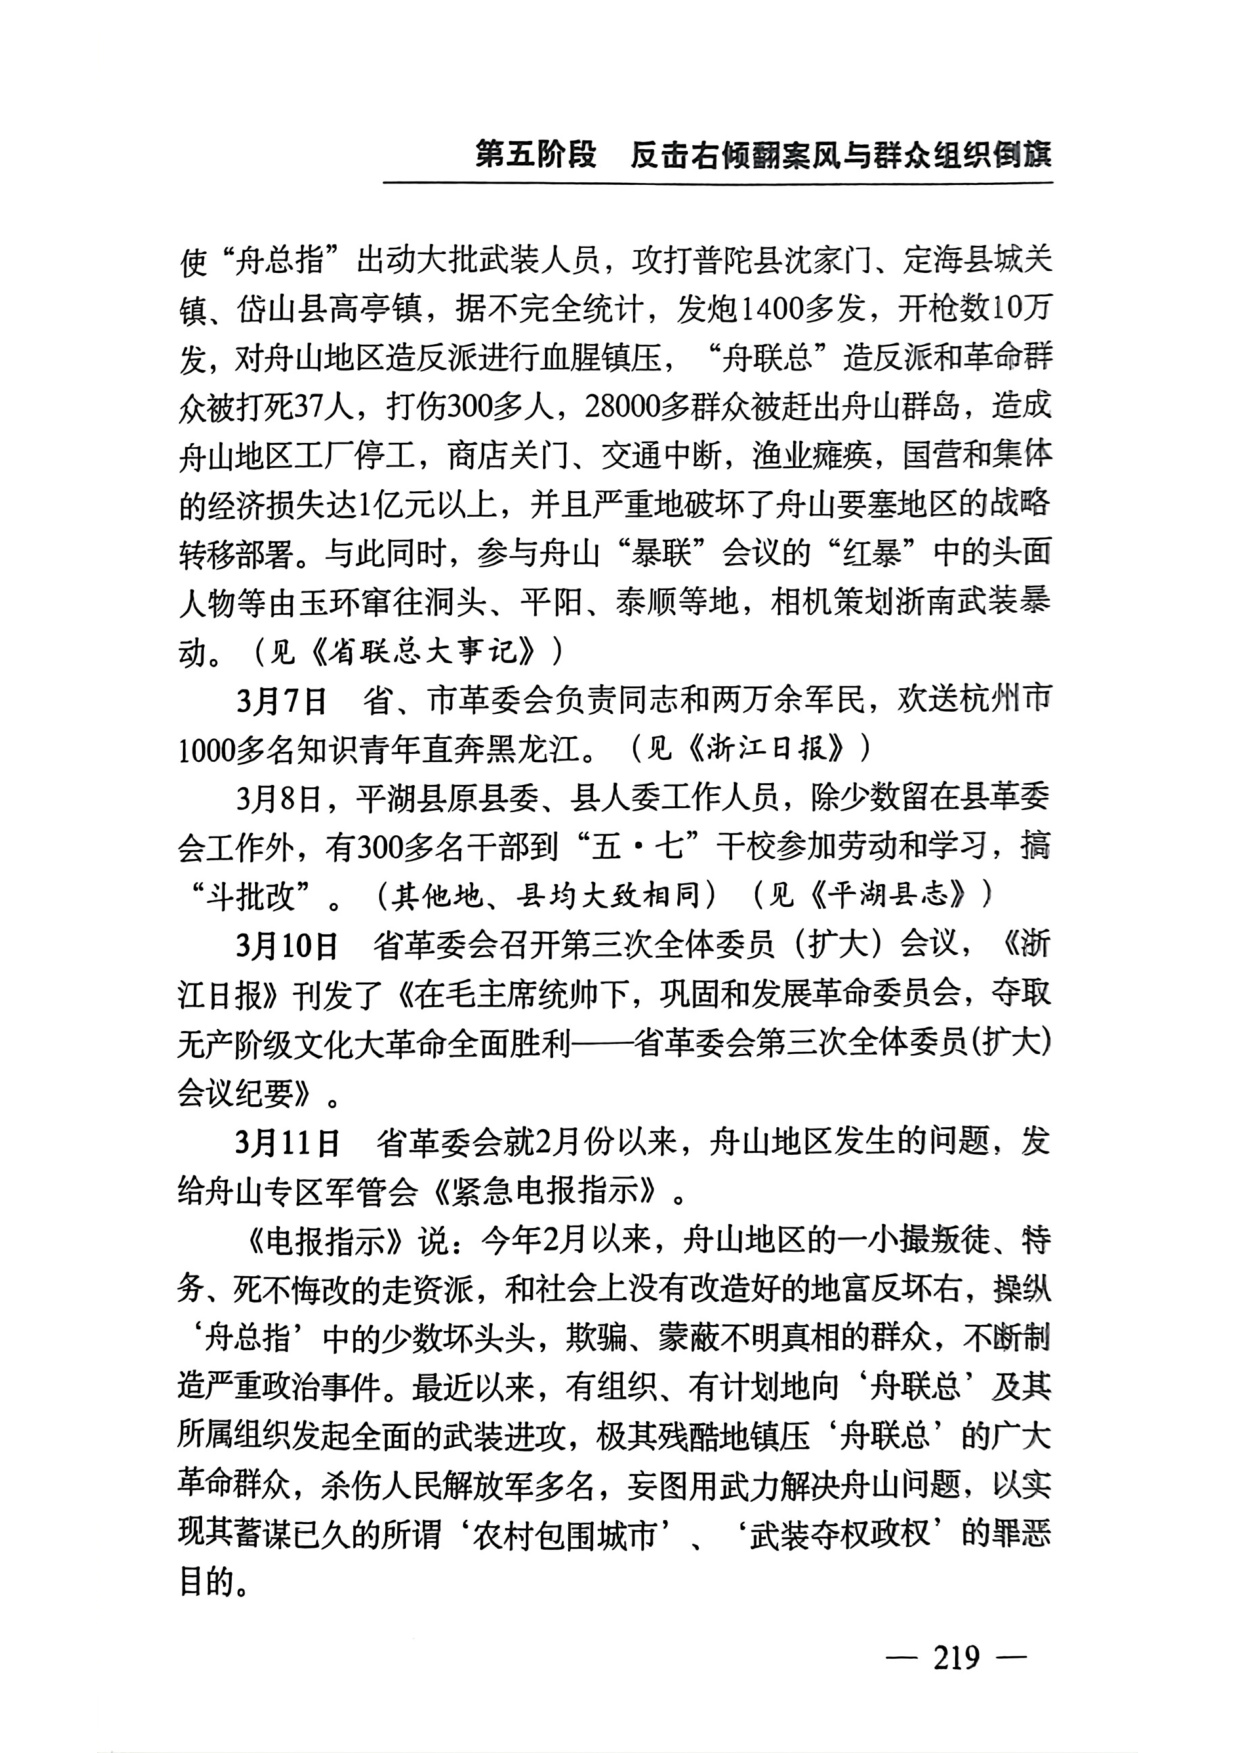 第五阶段　反击右倾翻案风与群众组织倒旗
使“舟总指”出动大批武装人员，攻打普陀县沈家门、定海县城关
镇、岱山县高亭镇，据不完全统计，发炮1400多发，开枪数10万
发，对舟山地区造反派进行血腥镇压，“舟联总”造反派和革命群
众被打死37人，打伤300多人，28000多群众被赶出舟山群岛，造成
舟山地区工厂停工，商店关门、交通中断，渔业瘫痪，国营和集体
的经济损失达1亿元以上，并且严重地破坏了舟山要塞地区的战略
转移部署。与此同时，参与舟山“暴联”会议的“红暴”中的头面
人物等由玉环窜往洞头、平阳、泰顺等地，相机策划浙南武装暴
动。（见《省联总大事记》）
3月7日　省、市革委会负责同志和两万余军民，欢送杭州市
1000多名知识青年直奔黑龙江。（见《浙江日报》）
3月8日，平湖县原县委、县人委工作人员，除少数留在县革委
会工作外，有300多名干部到“五·七”干校参加劳动和学习，搞
“斗批改”。（其他地、县均大致相同）（见《平湖县志》）
3月10日　省革委会召开第三次全体委员（扩大）会议，《浙
江日报》刊发了《在毛主席统帅下，巩固和发展革命委员会，夺取
无产阶级文化大革命全面胜利——省革委会第三次全体委员(扩大)
会议纪要》。
3月11日　省革委会就2月份以来，舟山地区发生的问题，发
给舟山专区军管会《紧急电报指示》。
《电报指示》说：今年2月以来，舟山地区的一小撮叛徒、特
务、死不悔改的走资派，和社会上没有改造好的地富反坏右，操纵
‘舟总指’中的少数坏头头，欺骗、蒙蔽不明真相的群众，不断制
造严重政治事件。最近以来，有组织、有计划地向‘舟联总’及其
所属组织发起全面的武装进攻，极其残酷地镇压‘舟联总’的广大
革命群众，杀伤人民解放军多名，妄图用武力解决舟山问题，以实
现其蓄谋已久的所谓‘农村包围城市’、‘武装夺权政权’的罪恶
目的。
— 219 —